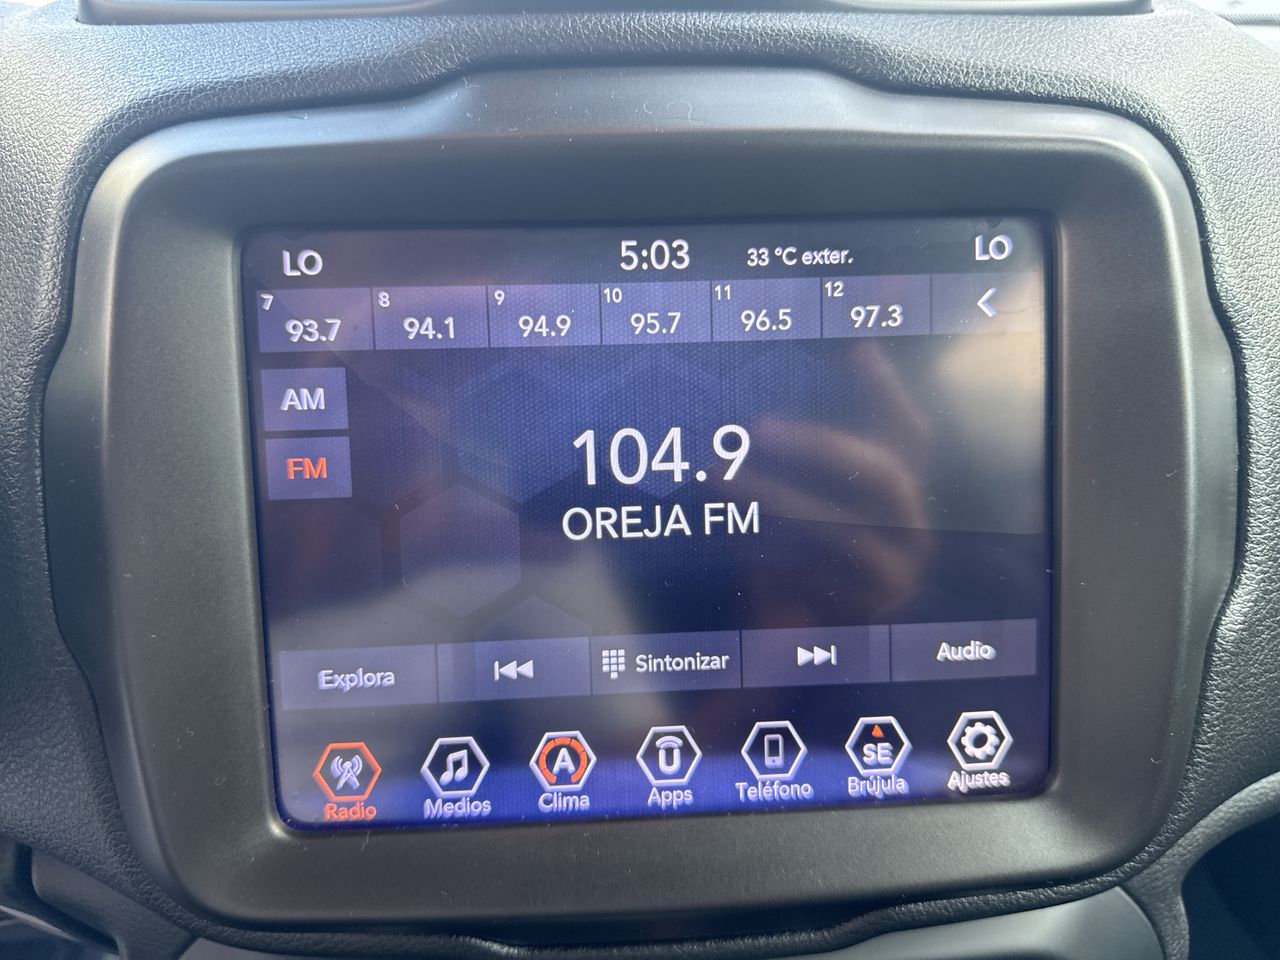 LO 5:03 33 °C exter. LO
7 8 9 10 11 12
93.7 94.1 94.9 95.7 96.5 97.3
AM
FM
104.9
OREJA FM
Explora Sintonizar Audio
A U SE
Radio Medios Clima Apps Teléfono Brújula Ajustes